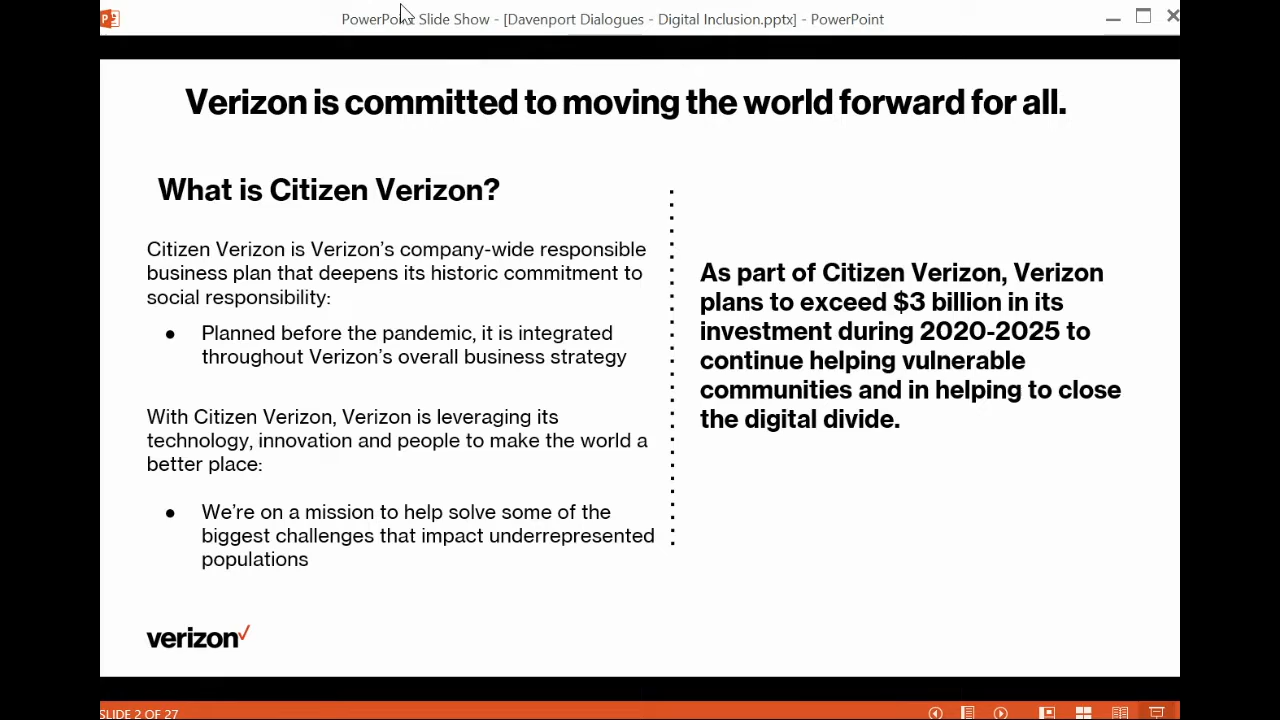 PowerPoint Slide Show - [Davenport Dialogues - Digital Inclusion.pptx] - PowerPoint
Verizon is committed to moving the world forward for all.
What is Citizen Verizon?
Citizen Verizon is Verizon's company-wide responsible
business plan that deepens its historic commitment to
social responsibility:
● Planned before the pandemic, it is integrated
throughout Verizon's overall business strategy
With Citizen Verizon, Verizon is leveraging its
technology, innovation and people to make the world a
better place:
● We're on a mission to help solve some of the
biggest challenges that impact underrepresented
populations
As part of Citizen Verizon, Verizon
plans to exceed $3 billion in its
investment during 2020-2025 to
continue helping vulnerable
communities and in helping to close
the digital divide.
verizon✓
SLIDE 2 OF 27